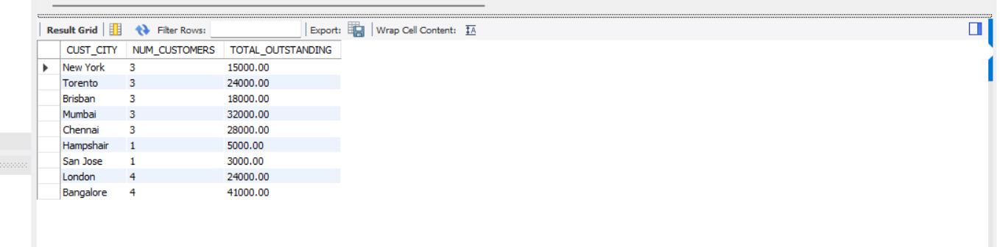 Result Grid Filter Rows: Export: Wrap Cell Content: IA
CUST_CITY NUM_CUSTOMERS TOTAL_OUTSTANDING
New York 3 15000.00
Torento 3 24000.00
Brisban 3 18000.00
Mumbai 3 32000.00
Chennai 3 28000.00
Hampshair 1 5000.00
San Jose 1 3000.00
London 4 24000.00
Bangalore 4 41000.00